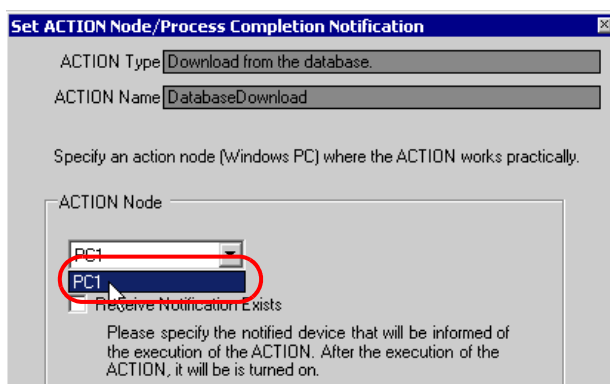 Set ACTION Node/Process Completion Notification
ACTION Type Download from the database.
ACTION Name DatabaseDownload
Specify an action node (Windows PC) where the ACTION works practically.
ACTION Node
PC1
PC1
Receive Notification Exists
Please specify the notified device that will be informed of
the execution of the ACTION. After the execution of the
ACTION, it will be is turned on.